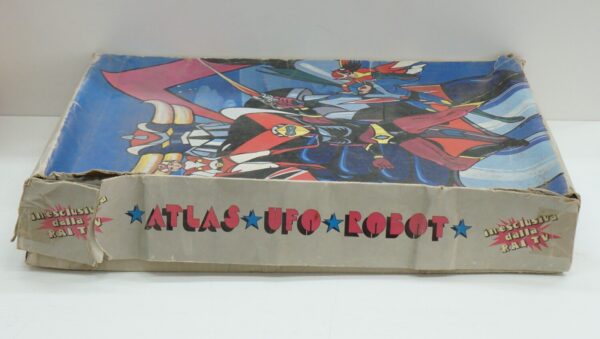 in esclusiva
dalla
RAI TV
★ATLAS★UFO★ROBOT★
in esclusiva
dalla
RAI TV